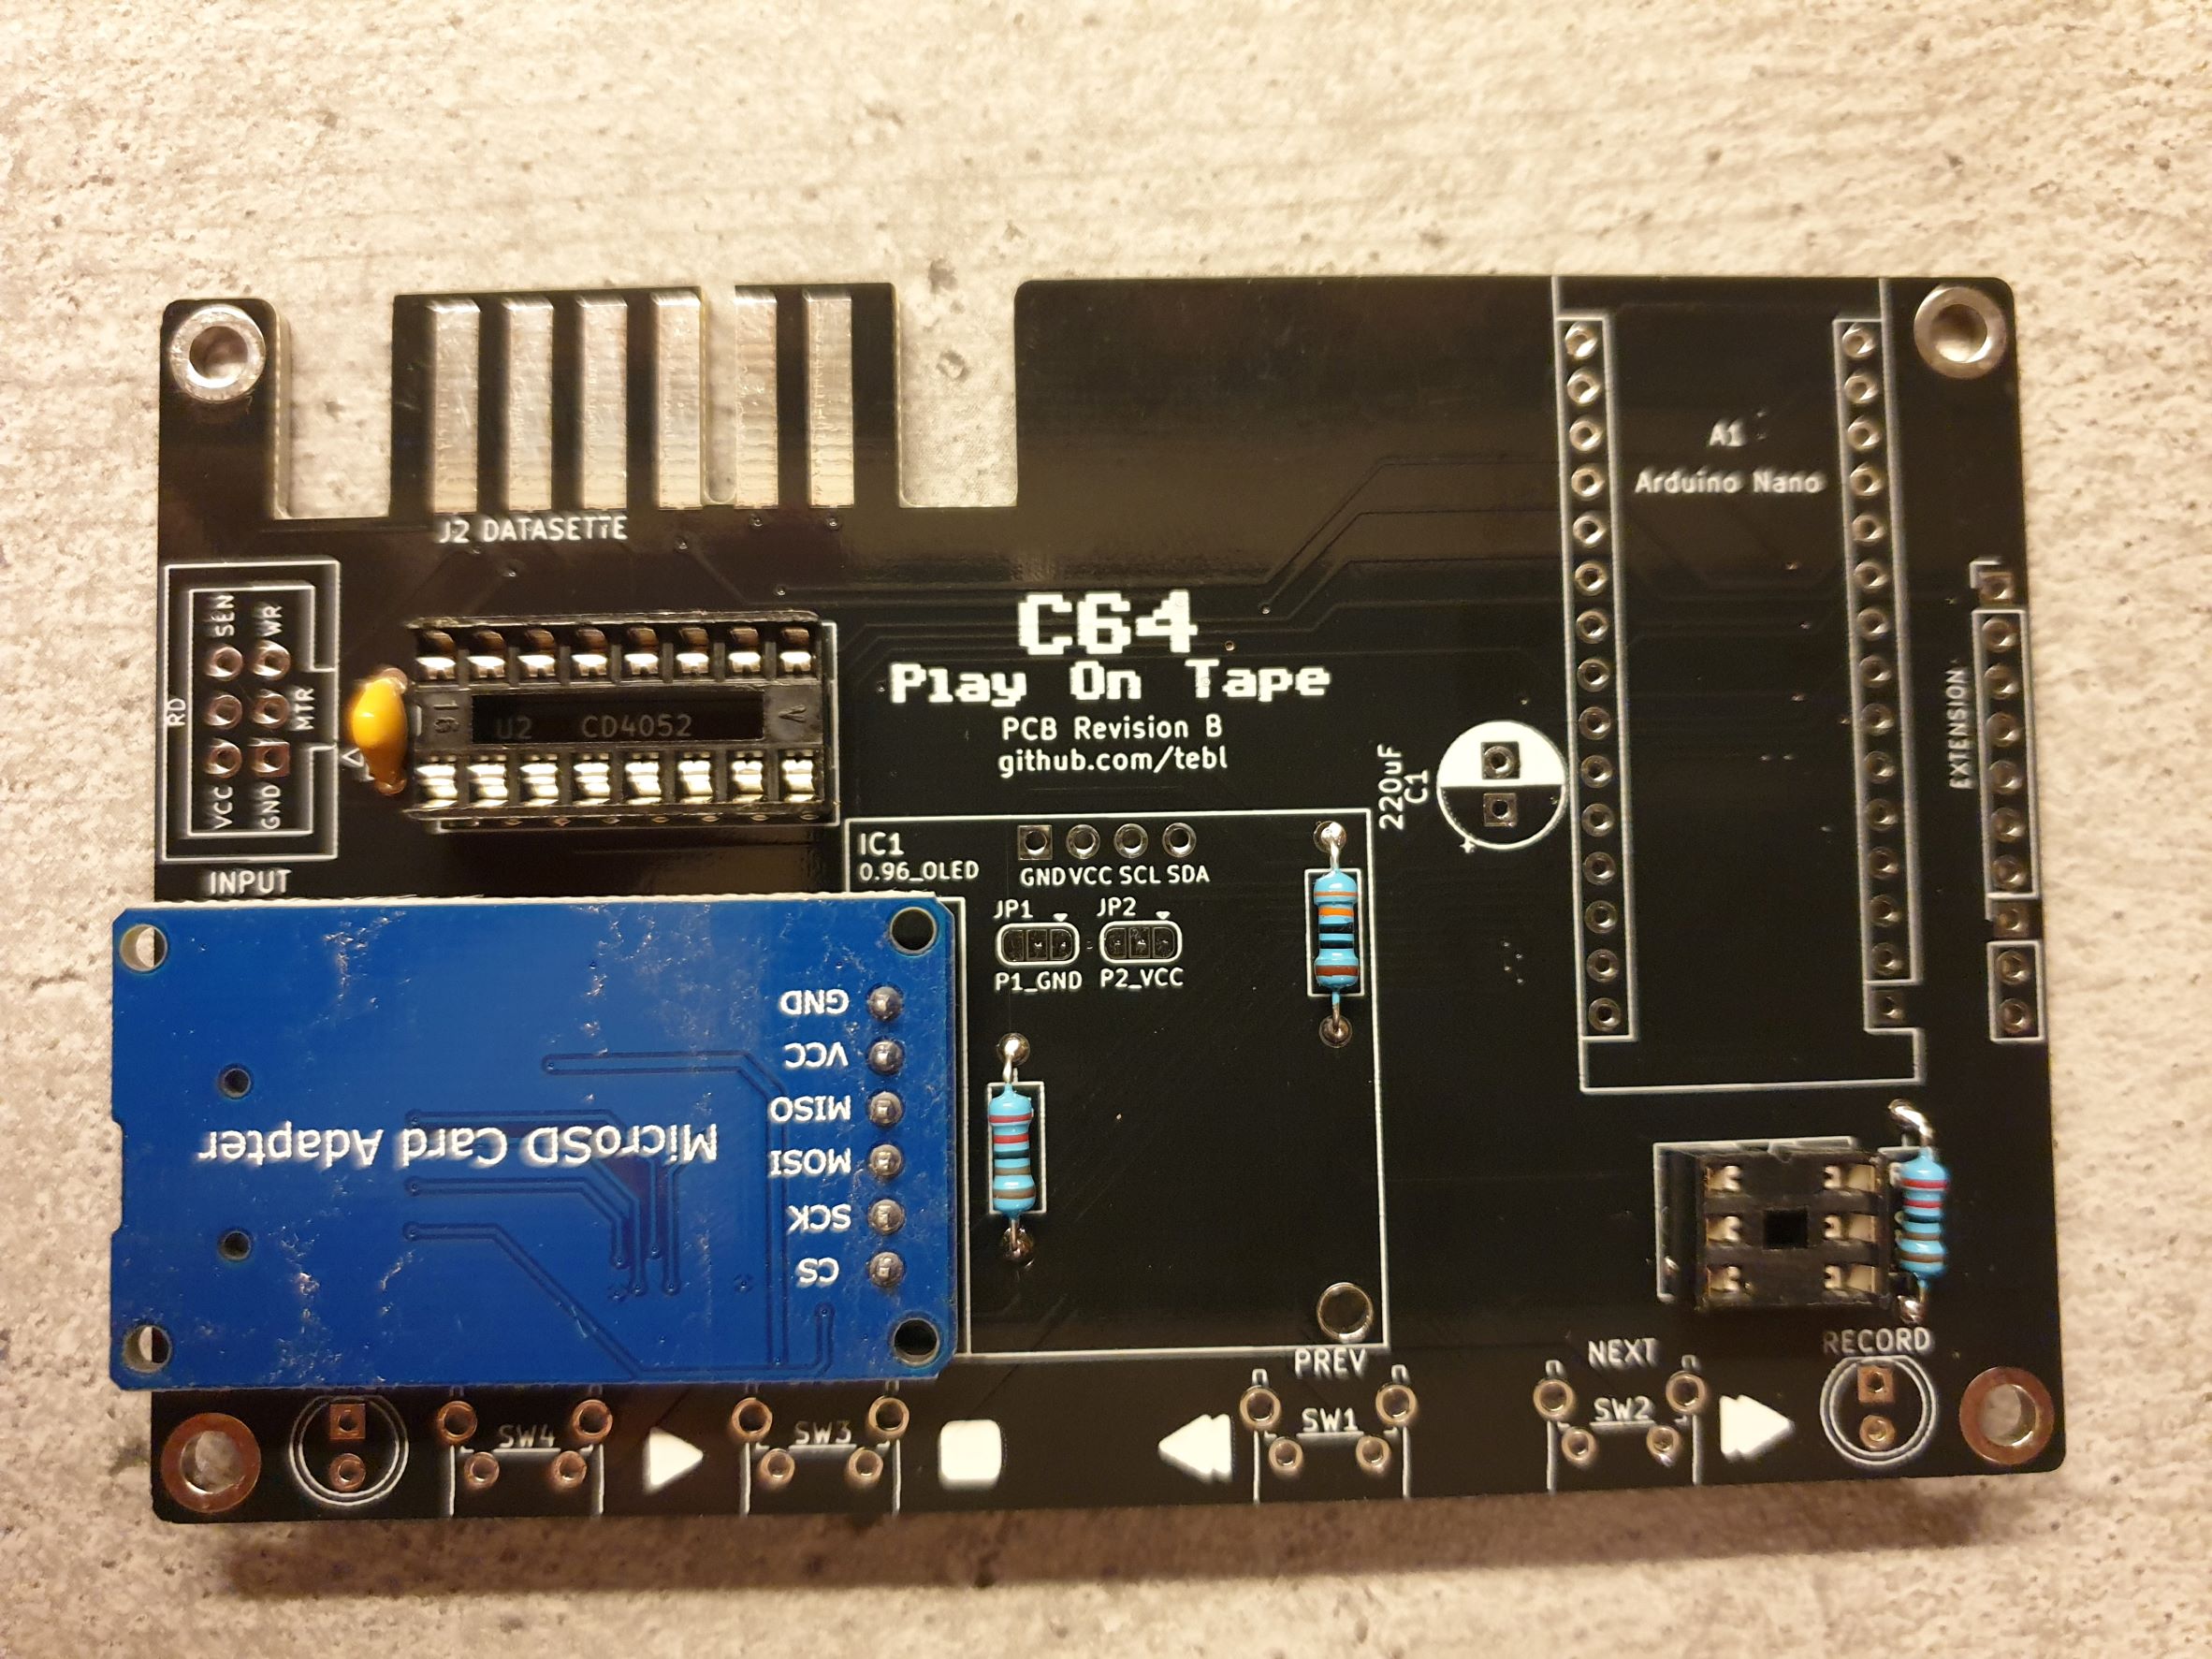 J2 DATASETTE
SEN
WR
RD
MTR
VCC
GND
INPUT
16
U2 CD4052
C64
Play On Tape
PCB Revision B
github.com/tebl
A1
Arduino Nano
EXTENSION
220uF
C1
+
IC1
0.96_OLED
GND VCC SCL SDA
JP1
JP2
P1_GND
P2_VCC
GND
VCC
MISO
MOSI
SCK
CS
MicroSD Card Adapter
PREV
NEXT
RECORD
SW4
SW3
SW1
SW2